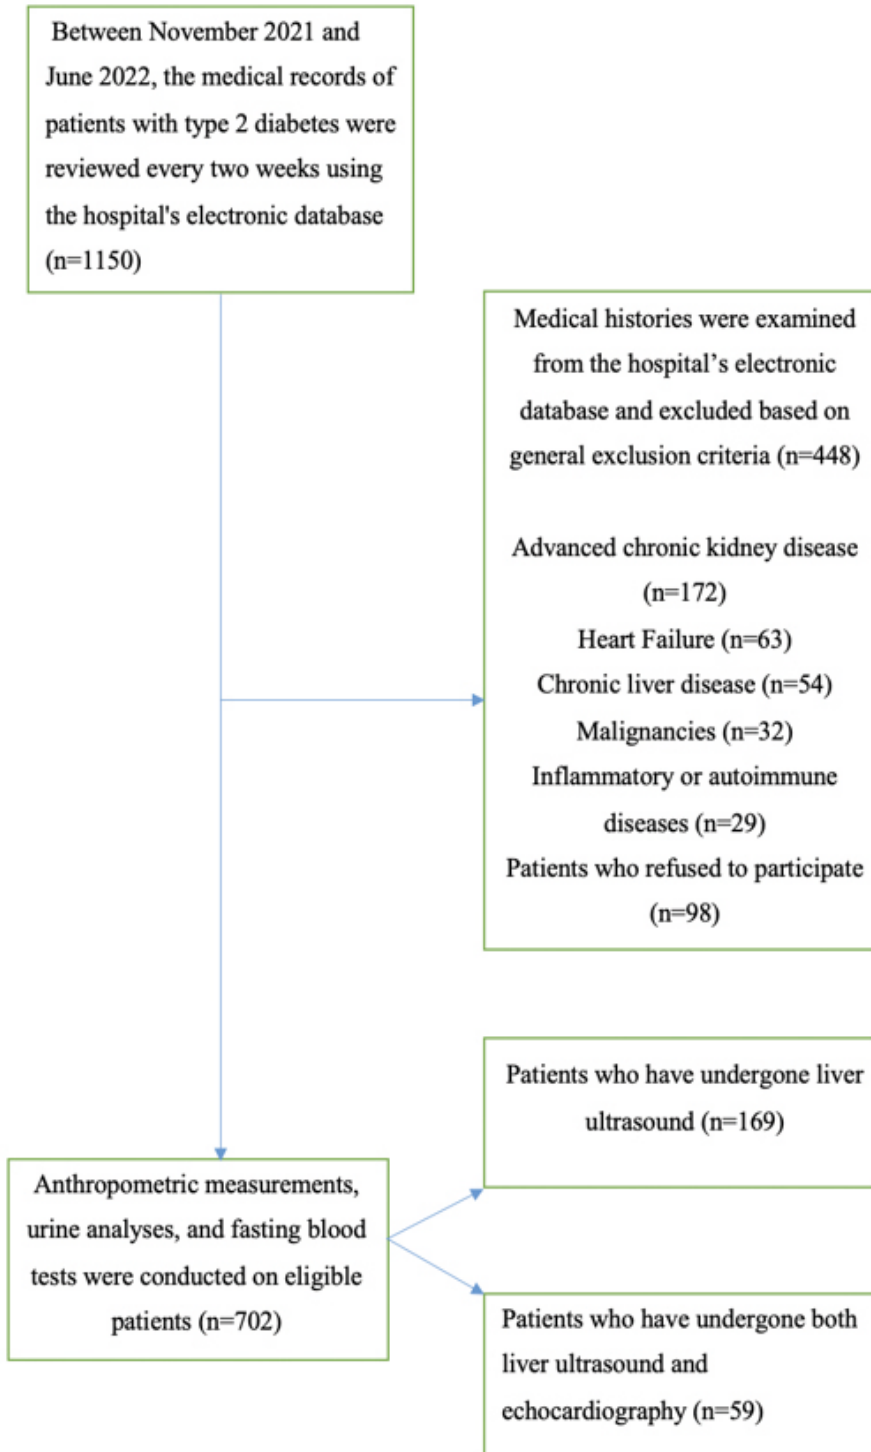 Between November 2021 and
June 2022, the medical records of
patients with type 2 diabetes were
reviewed every two weeks using
the hospital's electronic database
(n=1150)
Medical histories were examined
from the hospital’s electronic
database and excluded based on
general exclusion criteria (n=448)
Advanced chronic kidney disease
(n=172)
Heart Failure (n=63)
Chronic liver disease (n=54)
Malignancies (n=32)
Inflammatory or autoimmune
diseases (n=29)
Patients who refused to participate
(n=98)
Anthropometric measurements,
urine analyses, and fasting blood
tests were conducted on eligible
patients (n=702)
Patients who have undergone liver
ultrasound (n=169)
Patients who have undergone both
liver ultrasound and
echocardiography (n=59)